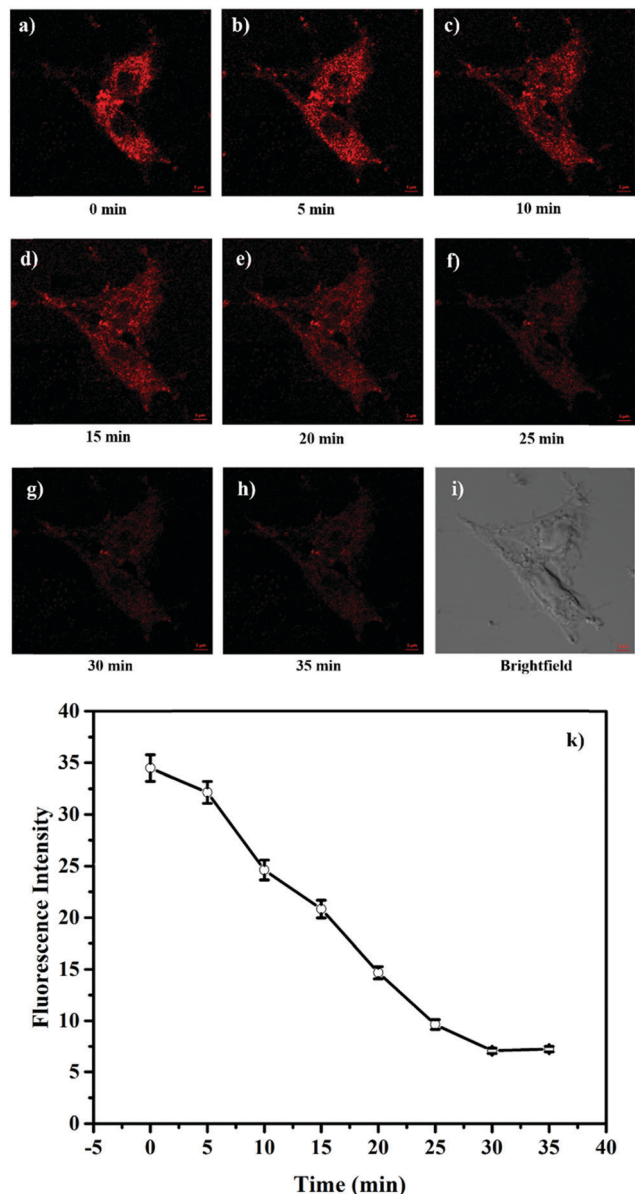 a) b) c)
0 min 5 min 10 min
d) e) f)
15 min 20 min 25 min
g) h) i)
30 min 35 min Brightfield
k)
40
35
30
25
20
15
10
5
0
Fluorescence Intensity
-5 0 5 10 15 20 25 30 35 40
Time (min)